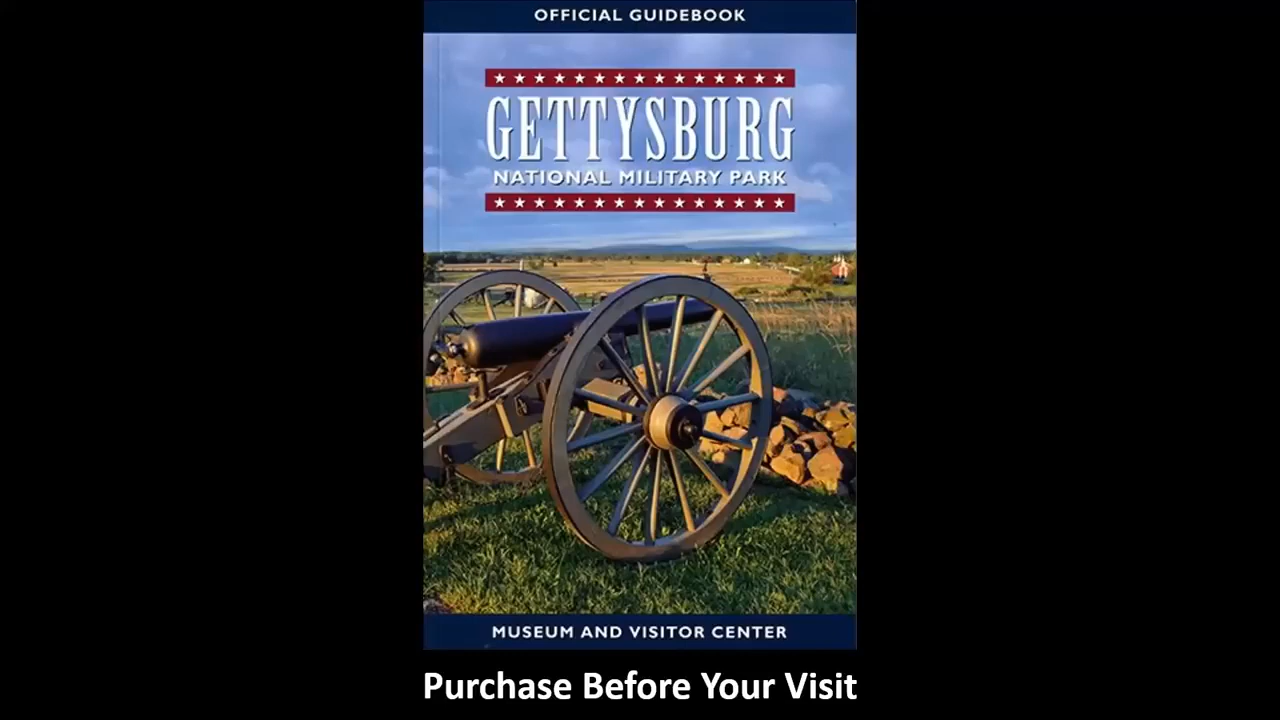 OFFICIAL GUIDEBOOK
GETTYSBURG
NATIONAL MILITARY PARK
MUSEUM AND VISITOR CENTER
Purchase Before Your Visit